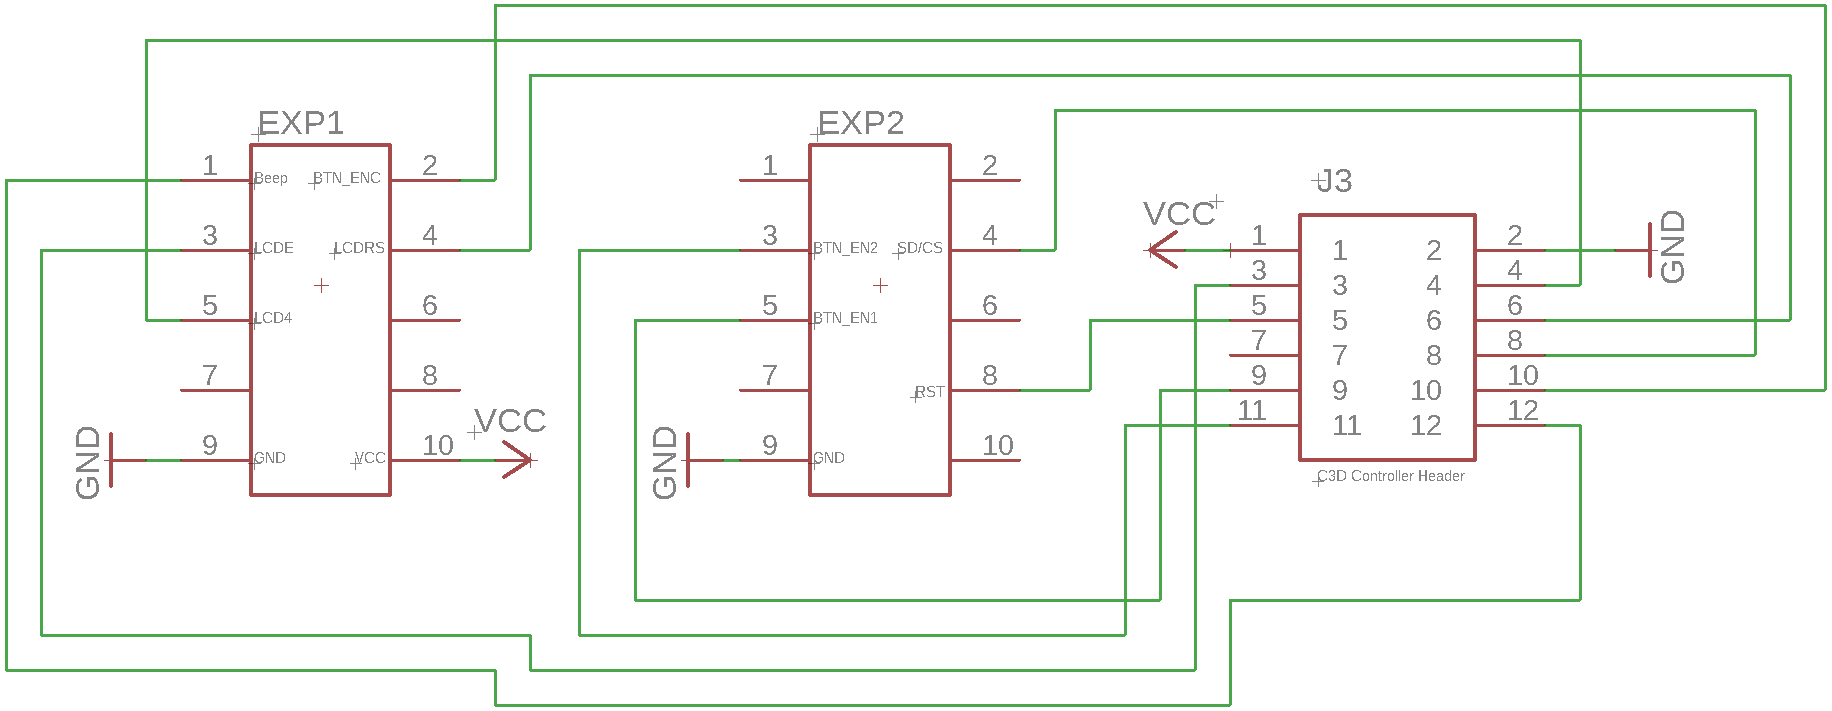 EXP1
1 Beep BTN_ENC 2
3 LCDE LCDRS 4
5 LCD4 6
7 8
9 GND VCC 10
GND
VCC
EXP2
1 2
3 BTN_EN2 SD/CS 4
5 BTN_EN1 6
7 RST 8
9 GND 10
GND
J3
VCC
GND
1 1 2 2
3 3 4 4
5 5 6 6
7 7 8 8
9 9 10 10
11 11 12 12
C3D Controller Header